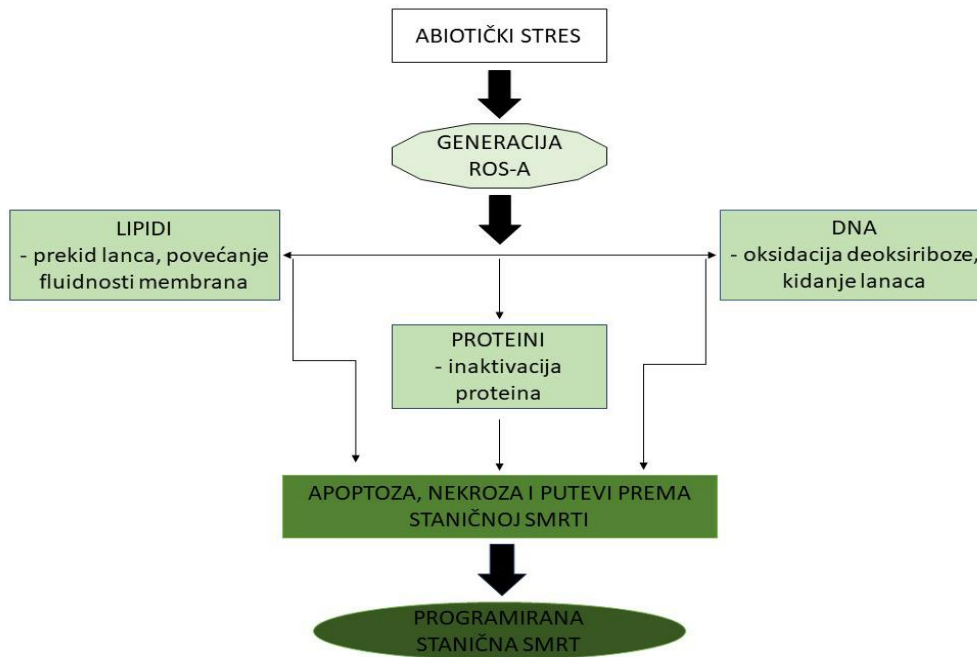 ABIOTIČKI STRES
GENERACIJA
ROS-A
LIPIDI
- prekid lanca, povećanje
fluidnosti membrana
DNA
- oksidacija deoksiriboze,
kidanje lanaca
PROTEINI
- inaktivacija
proteina
APOPTOZA, NEKROZA I PUTEVI PREMA
STANIČNOJ SMRTI
PROGRAMIRANA
STANIČNA SMRT